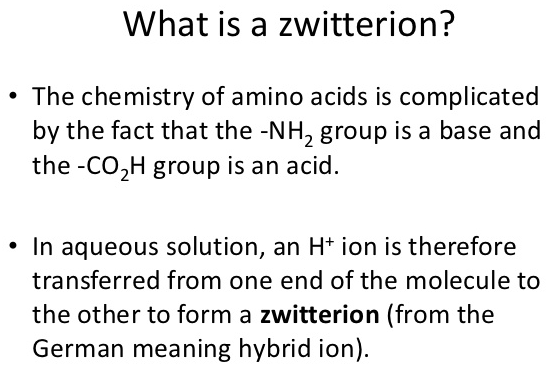 What is a zwitterion?
• The chemistry of amino acids is complicated
by the fact that the -NH₂ group is a base and
the -CO₂H group is an acid.
• In aqueous solution, an H⁺ ion is therefore
transferred from one end of the molecule to
the other to form a zwitterion (from the
German meaning hybrid ion).